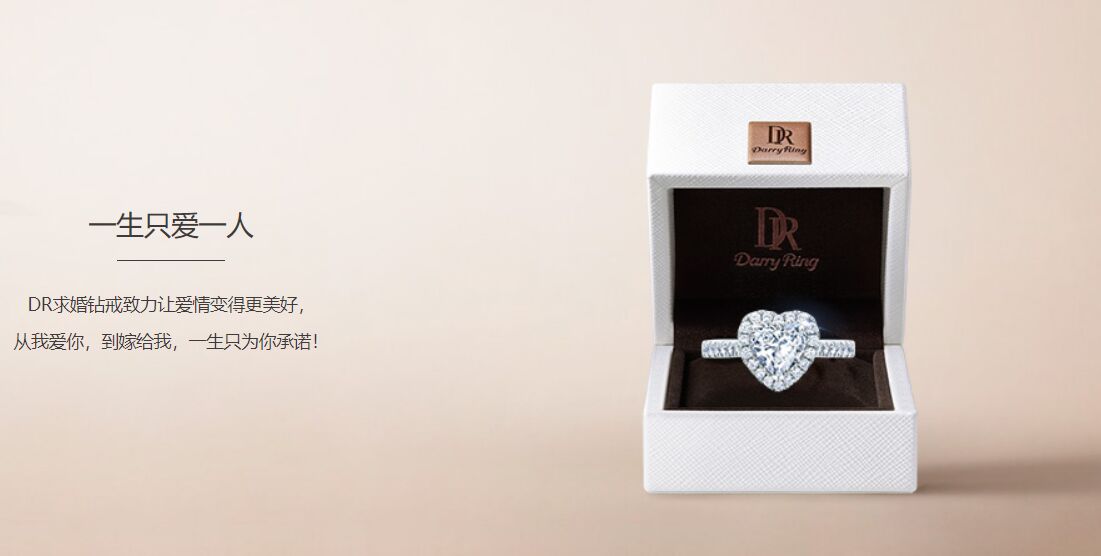 一生只爱一人
DR求婚钻戒致力让爱情变得更美好，
从我爱你，到嫁给我，一生只为你承诺！
DR
Darry Ring
DR
Darry Ring